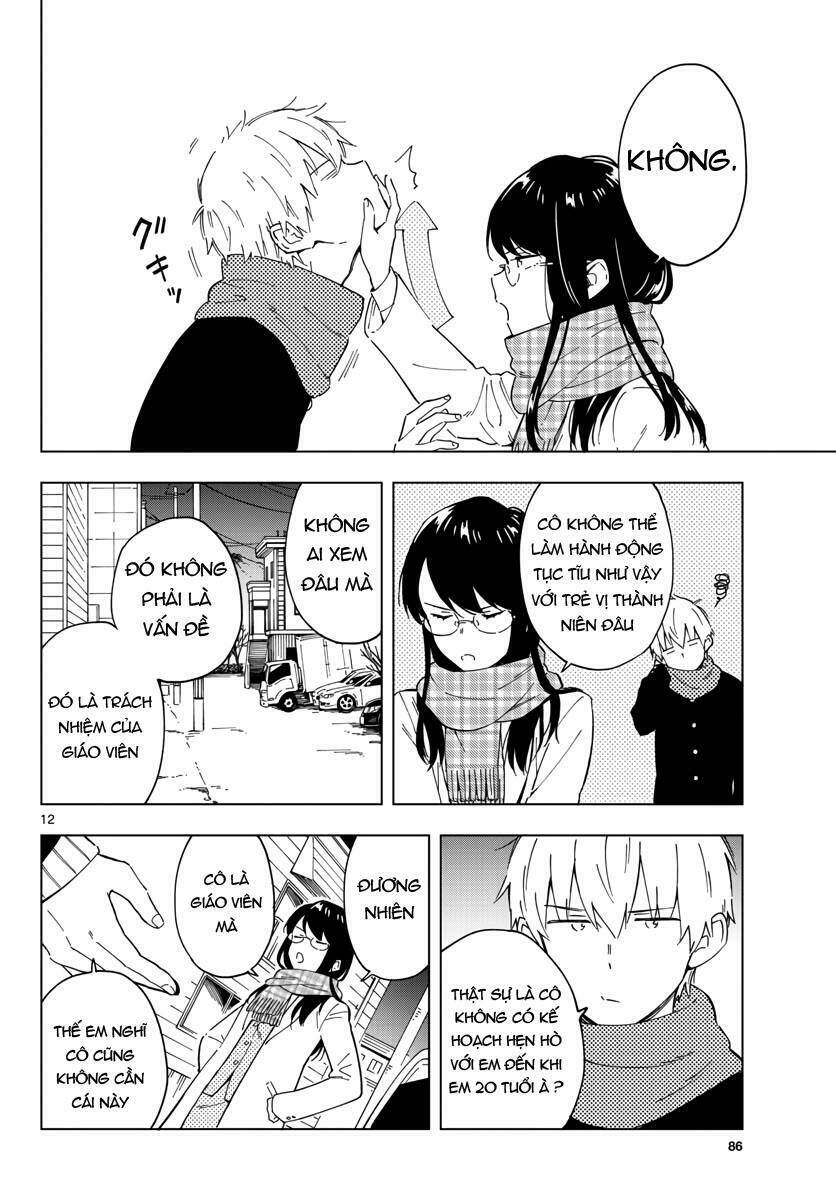 KHÔNG.
グ
キッ
CÔ KHÔNG THỂ
LÀM HÀNH ĐỘNG
TỤC TĨU NHƯ VẬY
VỚI TRẺ VỊ THÀNH
NIÊN ĐÂU
KHÔNG
AI XEM
ĐÂU MÀ
ĐÓ KHÔNG
PHẢI LÀ
VẤN ĐỀ
ĐÓ LÀ TRÁCH
NHIỆM CỦA
GIÁO VIÊN
12
THẬT SỰ LÀ CÔ
KHÔNG CÓ KẾ
HOẠCH HẸN HÒ
VỚI EM ĐẾN KHI
EM 20 TUỔI À ?
ĐƯƠNG
NHIÊN
CÔ LÀ
GIÁO VIÊN
MÀ
THẾ EM NGHĨ
CÔ CŨNG
KHÔNG CẦN
CÁI NÀY
86